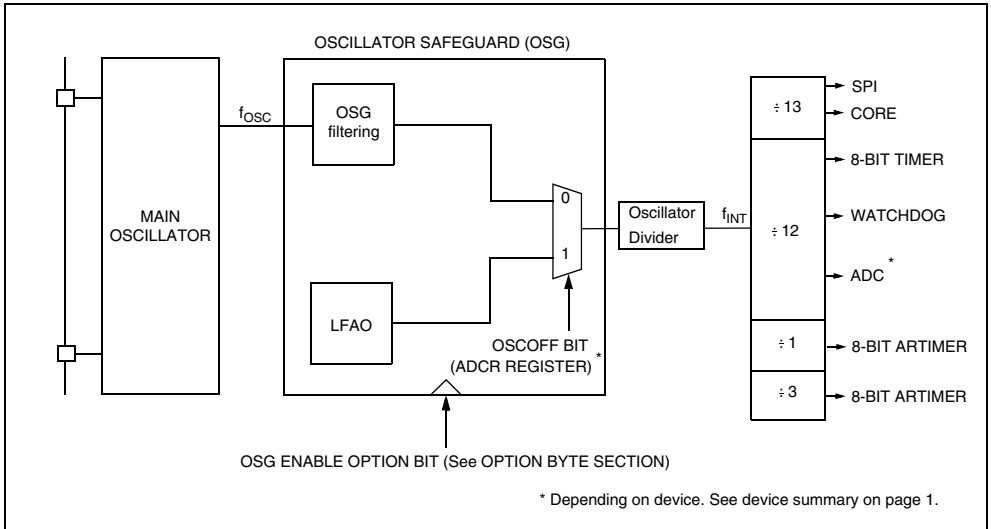 OSCILLATOR SAFEGUARD (OSG)
MAIN
OSCILLATOR
fOSC
OSG
filtering
LFAO
0
1
OSCOFF BIT
(ADCR REGISTER) *
Oscillator
Divider
fINT
÷ 13
÷ 12
÷ 1
÷ 3
SPI
CORE
8-BIT TIMER
WATCHDOG
ADC *
8-BIT ARTIMER
8-BIT ARTIMER
OSG ENABLE OPTION BIT (See OPTION BYTE SECTION)
* Depending on device. See device summary on page 1.